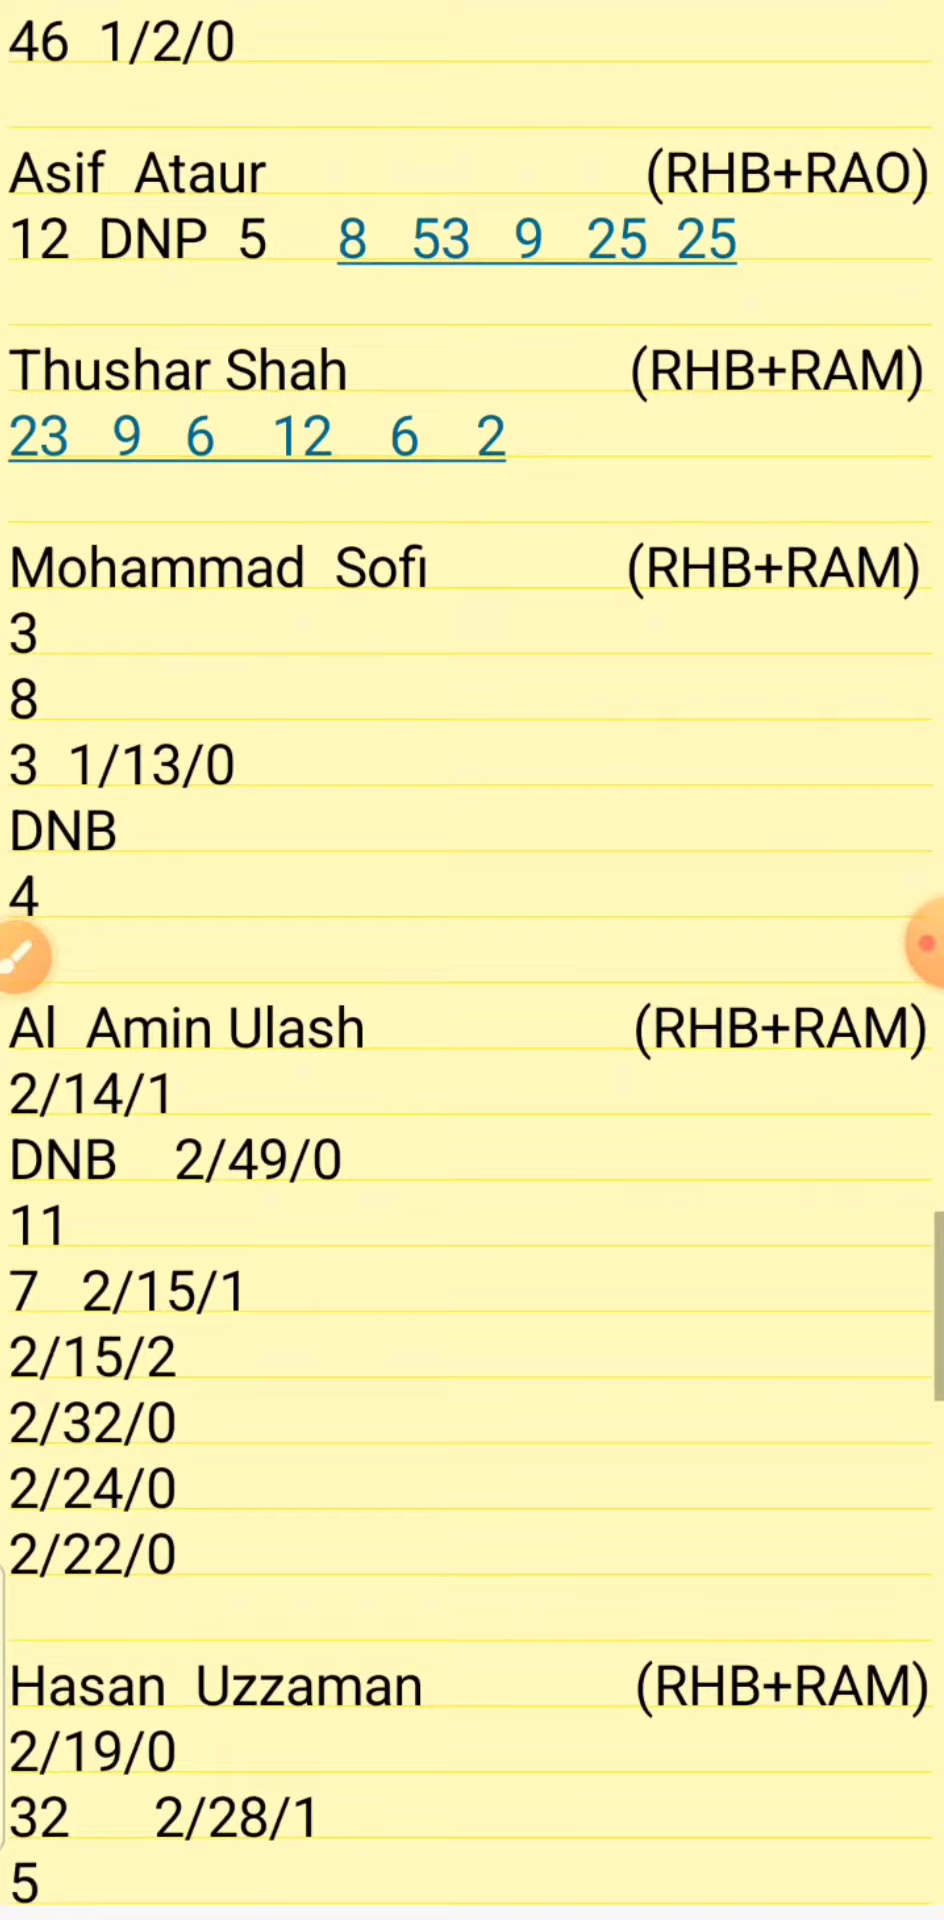 46 1/2/0
Asif Ataur (RHB+RAO)
12 DNP 5 8 53 9 25 25
Thushar Shah (RHB+RAM)
23 9 6 12 6 2
Mohammad Sofi (RHB+RAM)
3
8
3 1/13/0
DNB
4
Al Amin Ulash (RHB+RAM)
2/14/1
DNB 2/49/0
11
7 2/15/1
2/15/2
2/32/0
2/24/0
2/22/0
Hasan Uzzaman (RHB+RAM)
2/19/0
32 2/28/1
5